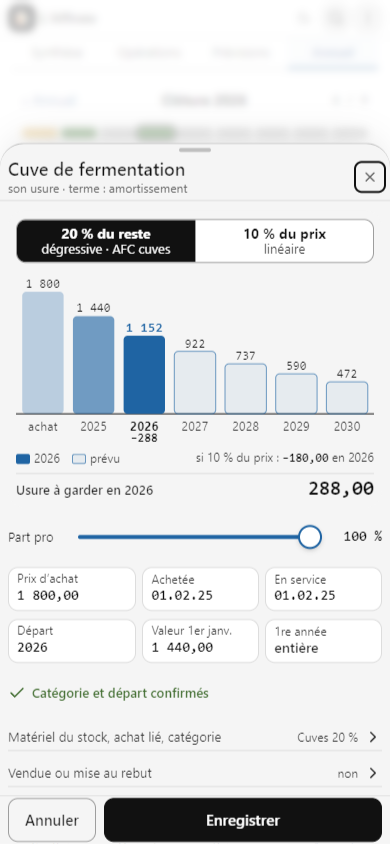 Cuve de fermentation
son usure · terme : amortissement
20 % du reste
dégressive · AFC cuves
10 % du prix
linéaire
1 800
1 440
1 152
922
737
590
472
achat
2025
2026
2027
2028
2029
2030
−288
2026
prévu
si 10 % du prix : −180,00 en 2026
Usure à garder en 2026
288,00
Part pro
100 %
Prix d'achat
1 800,00
Achetée
01.02.25
En service
01.02.25
Départ
2026
Valeur 1er janv.
1 440,00
1re année
entière
Catégorie et départ confirmés
Matériel du stock, achat lié, catégorie
Cuves 20 %
Vendue ou mise au rebut
non
Annuler
Enregistrer